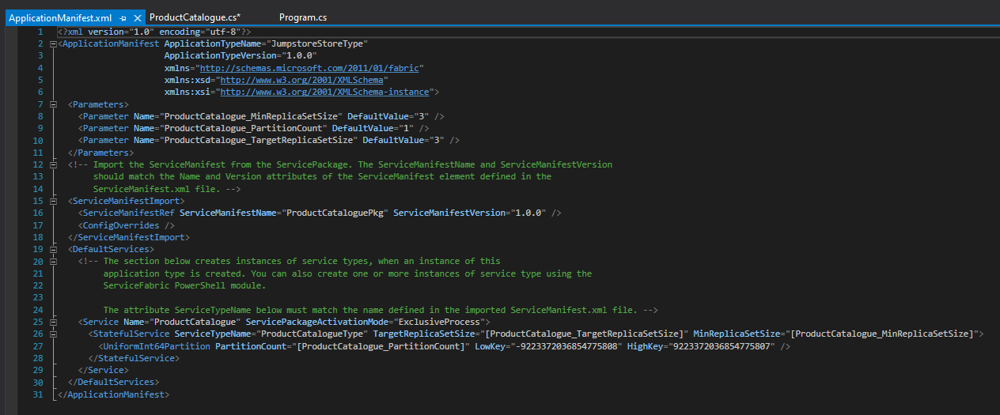 ApplicationManifest.xml ProductCatalogue.cs* Program.cs
1 <?xml version="1.0" encoding="utf-8"?>
2 <ApplicationManifest ApplicationTypeName="JumpstoreStoreType"
3 ApplicationTypeVersion="1.0.0"
4 xmlns="http://schemas.microsoft.com/2011/01/fabric"
5 xmlns:xsd="http://www.w3.org/2001/XMLSchema"
6 xmlns:xsi="http://www.w3.org/2001/XMLSchema-instance">
7 <Parameters>
8 <Parameter Name="ProductCatalogue_MinReplicaSetSize" DefaultValue="3" />
9 <Parameter Name="ProductCatalogue_PartitionCount" DefaultValue="1" />
10 <Parameter Name="ProductCatalogue_TargetReplicaSetSize" DefaultValue="3" />
11 </Parameters>
12 <!-- Import the ServiceManifest from the ServicePackage. The ServiceManifestName and ServiceManifestVersion
13 should match the Name and Version attributes of the ServiceManifest element defined in the
14 ServiceManifest.xml file. -->
15 <ServiceManifestImport>
16 <ServiceManifestRef ServiceManifestName="ProductCataloguePkg" ServiceManifestVersion="1.0.0" />
17 <ConfigOverrides />
18 </ServiceManifestImport>
19 <DefaultServices>
20 <!-- The section below creates instances of service types, when an instance of this
21 application type is created. You can also create one or more instances of service type using the
22 ServiceFabric PowerShell module.
23
24 The attribute ServiceTypeName below must match the name defined in the imported ServiceManifest.xml file. -->
25 <Service Name="ProductCatalogue" ServicePackageActivationMode="ExclusiveProcess">
26 <StatefulService ServiceTypeName="ProductCatalogueType" TargetReplicaSetSize="[ProductCatalogue_TargetReplicaSetSize]" MinReplicaSetSize="[ProductCatalogue_MinReplicaSetSize]">
27 <UniformInt64Partition PartitionCount="[ProductCatalogue_PartitionCount]" LowKey="-9223372036854775808" HighKey="9223372036854775807" />
28 </StatefulService>
29 </Service>
30 </DefaultServices>
31 </ApplicationManifest>